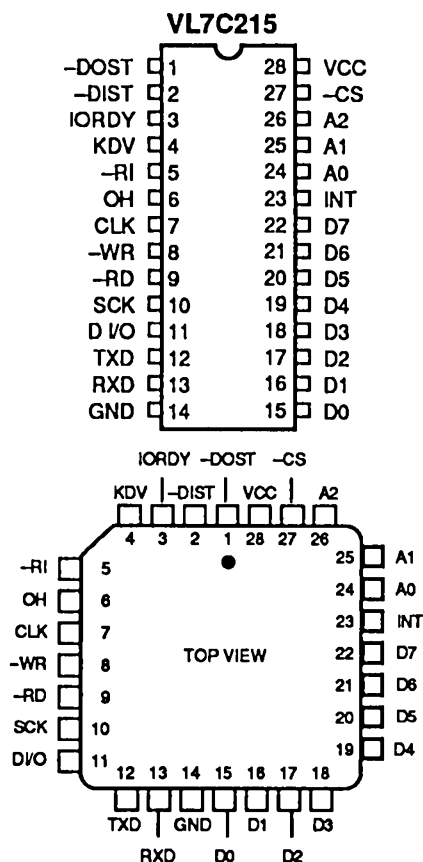 VL7C215
–DOST 1 28 VCC
–DIST 2 27 –CS
IORDY 3 26 A2
KDV 4 25 A1
–RI 5 24 A0
OH 6 23 INT
CLK 7 22 D7
–WR 8 21 D6
–RD 9 20 D5
SCK 10 19 D4
D I/O 11 18 D3
TXD 12 17 D2
RXD 13 16 D1
GND 14 15 D0
IORDY –DOST –CS
KDV –DIST VCC A2
4 3 2 1 28 27 26
–RI 5 25 A1
OH 6 24 A0
CLK 7 23 INT
–WR 8 TOP VIEW 22 D7
–RD 9 21 D6
SCK 10 20 D5
DI/O 11 19 D4
12 13 14 15 16 17 18
TXD GND D1 D3
RXD D0 D2